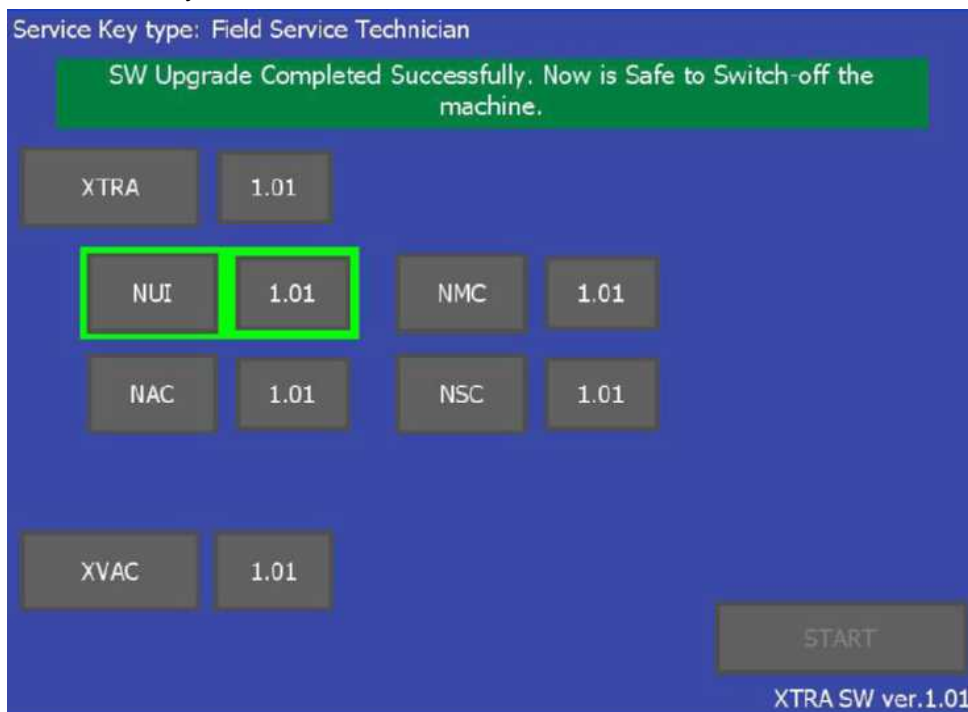 Service Key type: Field Service Technician
SW Upgrade Completed Successfully. Now is Safe to Switch-off the
machine.
XTRA 1.01
NUI 1.01 NMC 1.01
NAC 1.01 NSC 1.01
XVAC 1.01
START
XTRA SW ver.1.01